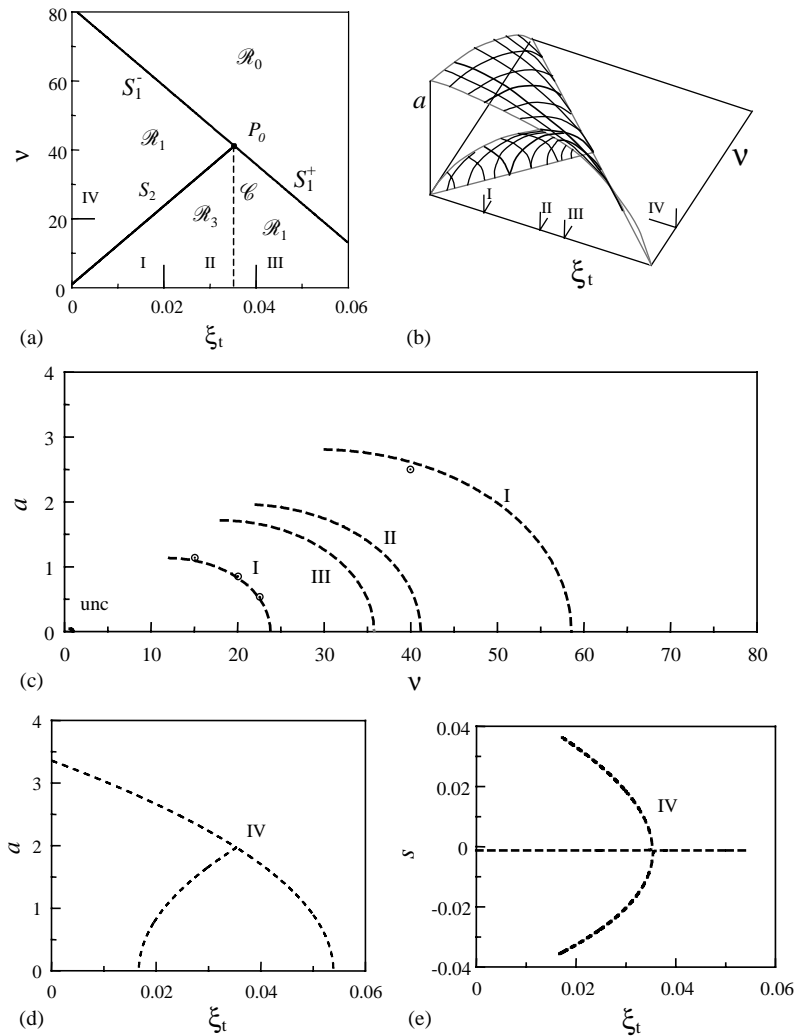 80
60
40
20
0
ν
S₁⁻
ℛ₀
P₀
ℛ₁
S₂
𝒞
S₁⁺
IV
ℛ₃
ℛ₁
I
II
III
0
0.02
0.04
0.06
(a)
ξₜ
a
ν
I
II
III
IV
ξₜ
(b)
4
3
2
1
0
a
I
II
I
III
unc
0
10
20
30
40
50
60
70
80
(c)
ν
4
3
2
1
0
a
IV
0
0.02
0.04
0.06
(d)
ξₜ
0.04
0.02
0
-0.02
-0.04
s
IV
0
0.02
0.04
0.06
(e)
ξₜ